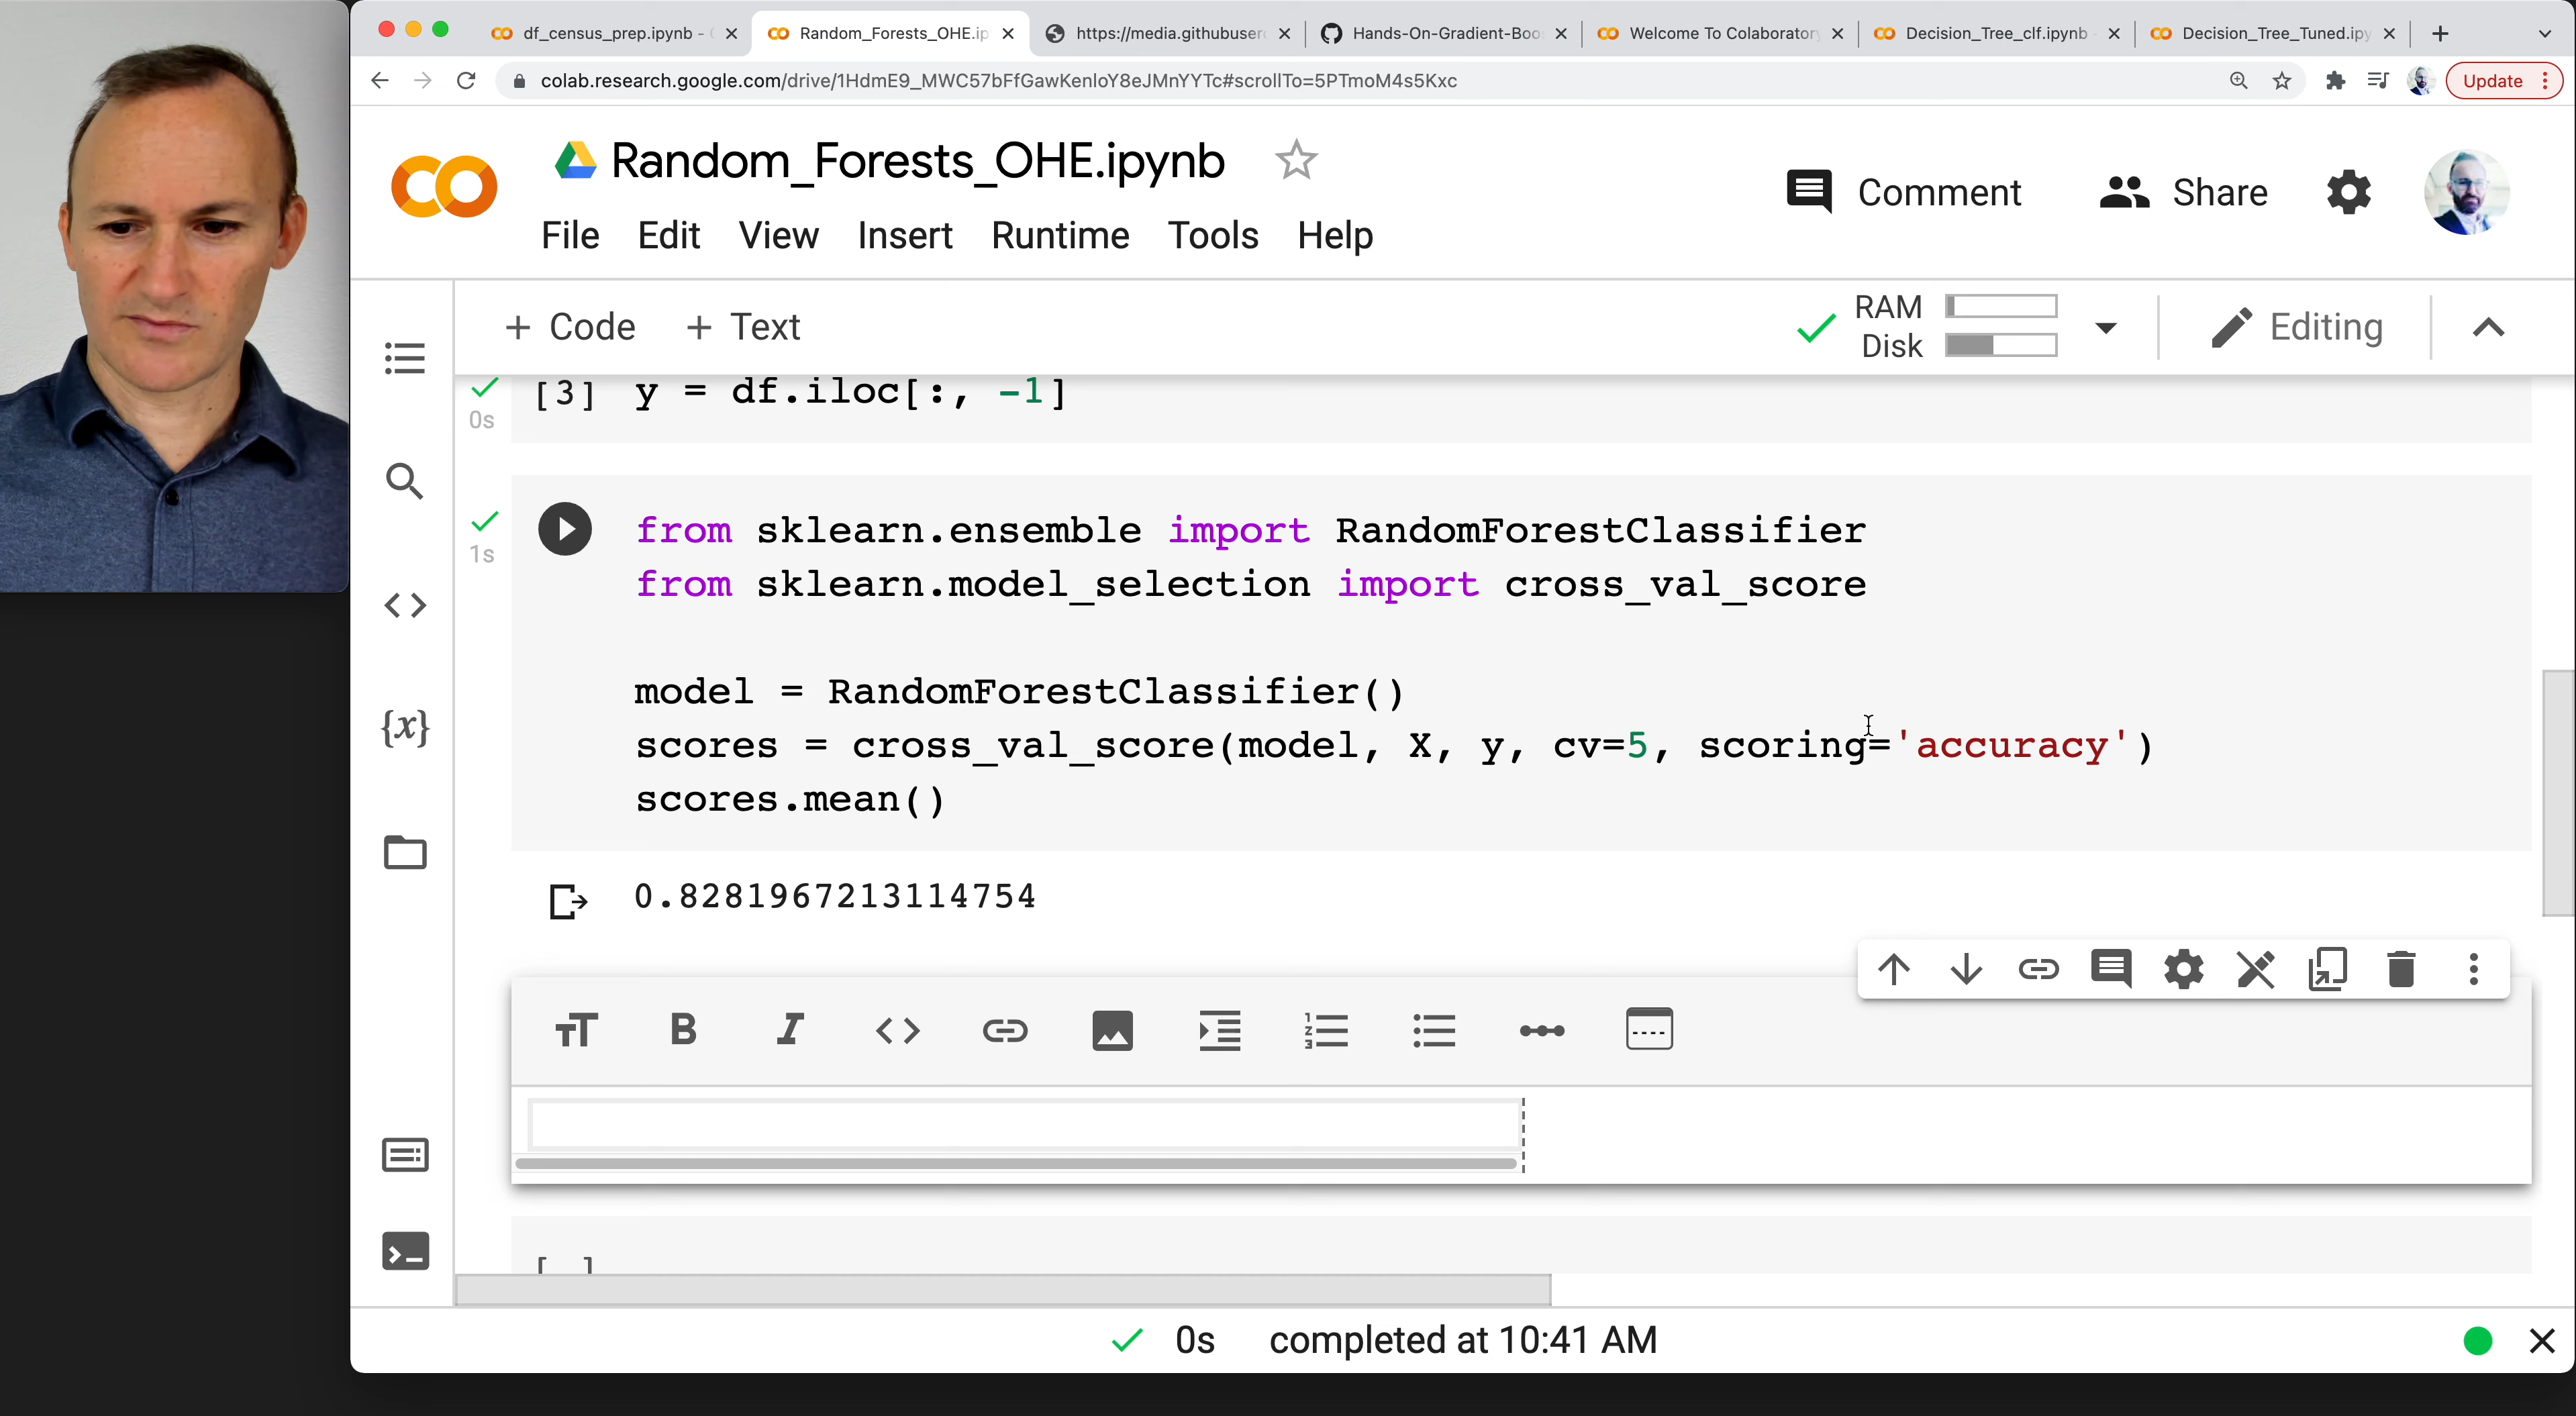 df_census_prep.ipynb -
Random_Forests_OHE.ip
https://media.githubuserc
Hands-On-Gradient-Boo
Welcome To Colaboratory
Decision_Tree_clf.ipynb
Decision_Tree_Tuned.ipy
colab.research.google.com/drive/1HdmE9_MWC57bFfGawKenIoY8eJMnYYTc#scrollTo=5PTmoM4s5Kxc
Update
Random_Forests_OHE.ipynb
Comment
Share
File Edit View Insert Runtime Tools Help
+ Code + Text
RAM
Disk
Editing
[3] y = df.iloc[:, -1]
0s
from sklearn.ensemble import RandomForestClassifier
1s
from sklearn.model_selection import cross_val_score
model = RandomForestClassifier()
scores = cross_val_score(model, X, y, cv=5, scoring='accuracy')
scores.mean()
0.8281967213114754
[ ]
0s completed at 10:41 AM